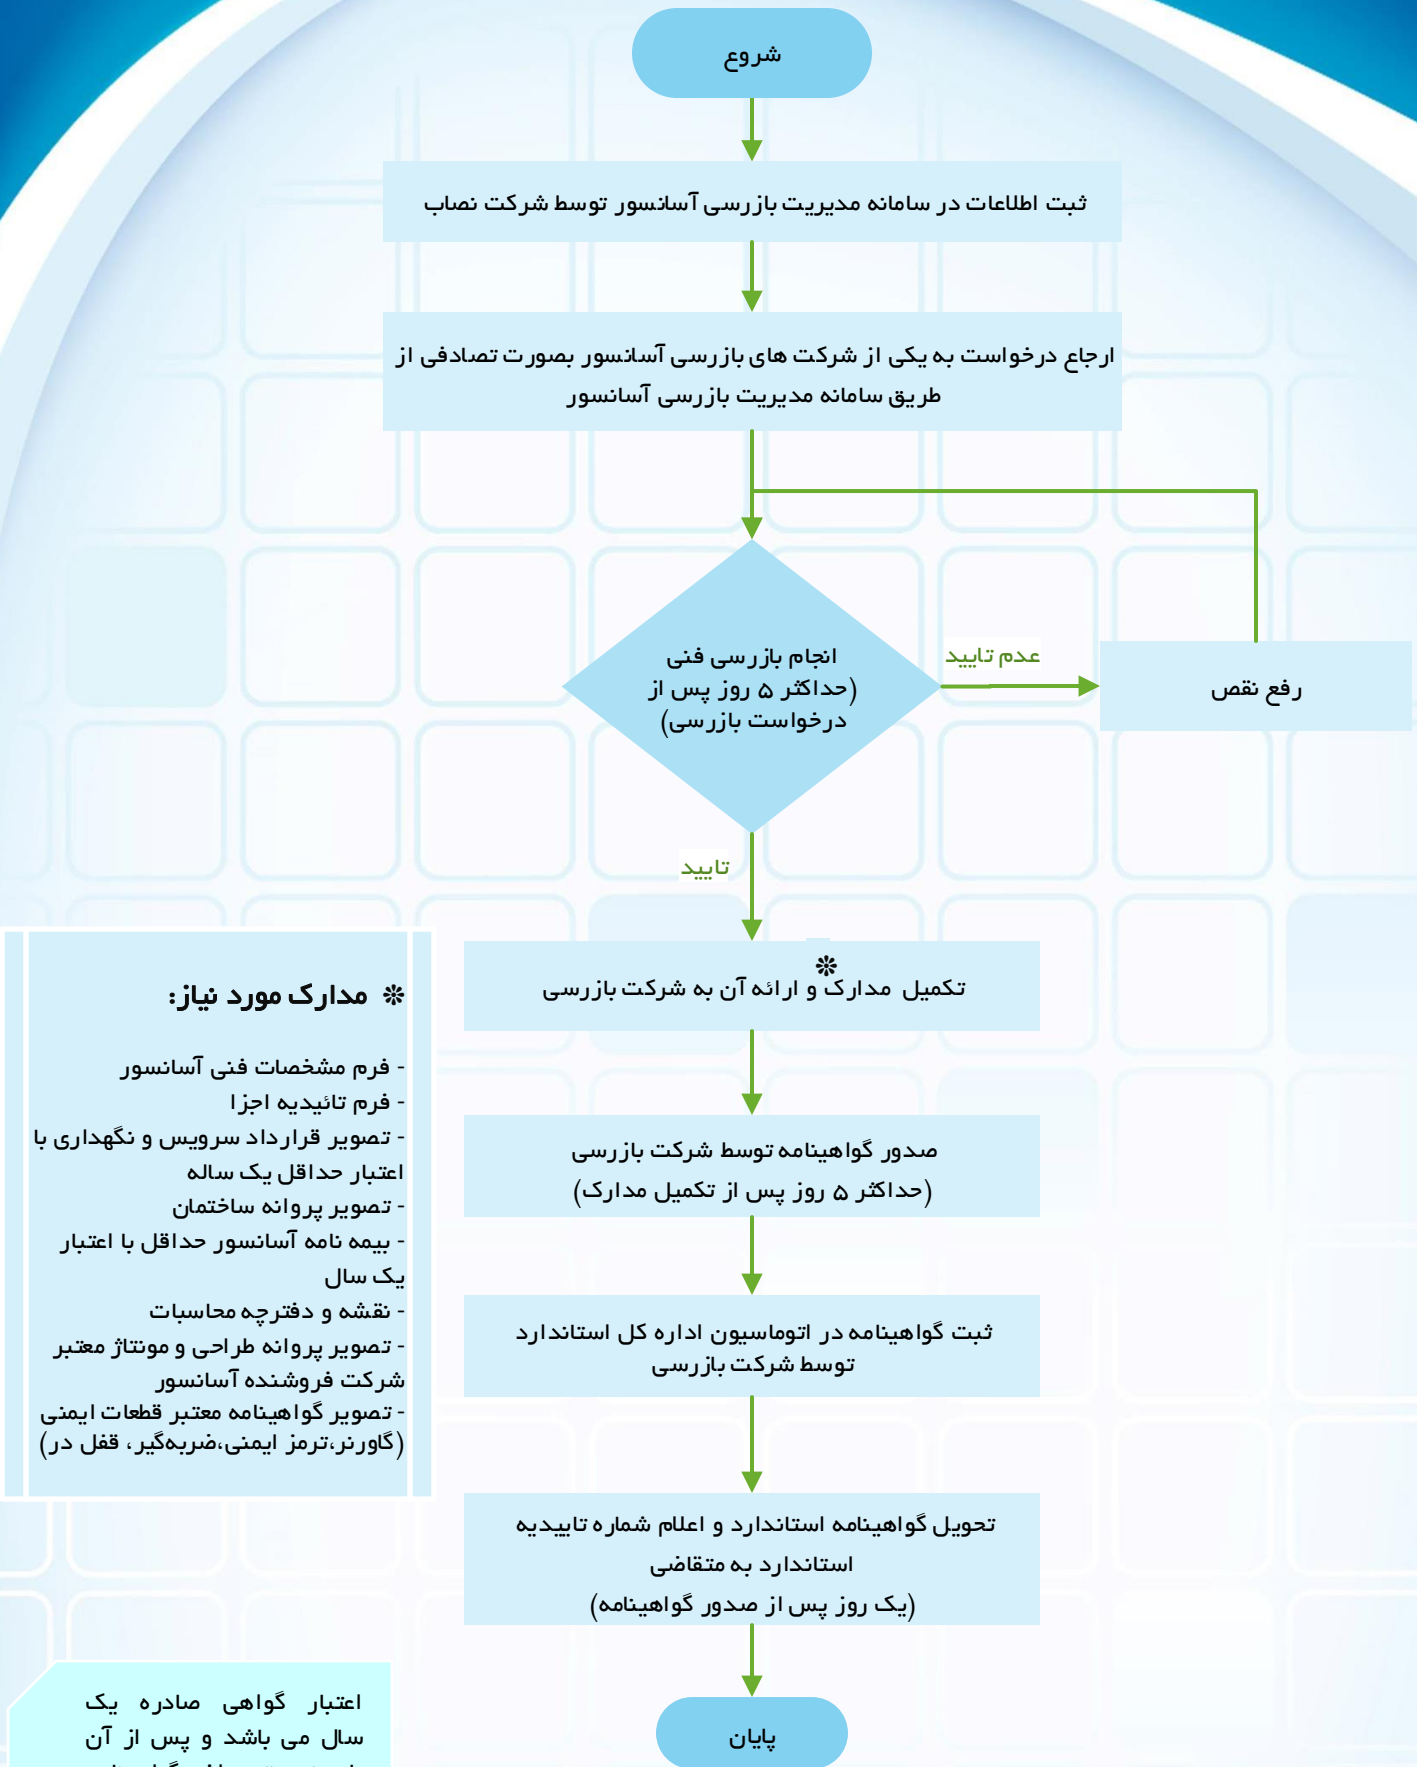 شروع
ثبت اطلاعات در سامانه مدیریت بازرسی آسانسور توسط شرکت نصاب
ارجاع درخواست به یکی از شرکت های بازرسی آسانسور بصورت تصادفی از
طریق سامانه مدیریت بازرسی آسانسور
انجام بازرسی فنی
(حداکثر ۵ روز پس از
درخواست بازرسی)
عدم تایید
رفع نقص
تایید
تکمیل مدارک❊ و ارائه آن به شرکت بازرسی
صدور گواهینامه توسط شرکت بازرسی
(حداکثر ۵ روز پس از تکمیل مدارک)
ثبت گواهینامه در اتوماسیون اداره کل استاندارد
توسط شرکت بازرسی
تحویل گواهینامه استاندارد و اعلام شماره تاییدیه
استاندارد به متقاضی
(یک روز پس از صدور گواهینامه)
پایان
❊ مدارک مورد نیاز:
- فرم مشخصات فنی آسانسور
- فرم تائیدیه اجزا
- تصویر قرارداد سرویس و نگهداری با
اعتبار حداقل یک ساله
- تصویر پروانه ساختمان
- بیمه نامه آسانسور حداقل با اعتبار
یک سال
- نقشه و دفترچه محاسبات
- تصویر پروانه طراحی و مونتاژ معتبر
شرکت فروشنده آسانسور
- تصویر گواهینامه معتبر قطعات ایمنی
(گاورنر،ترمز ایمنی،ضربه‌گیر، قفل در)
اعتبار گواهی صادره یک
سال می باشد و پس از آن